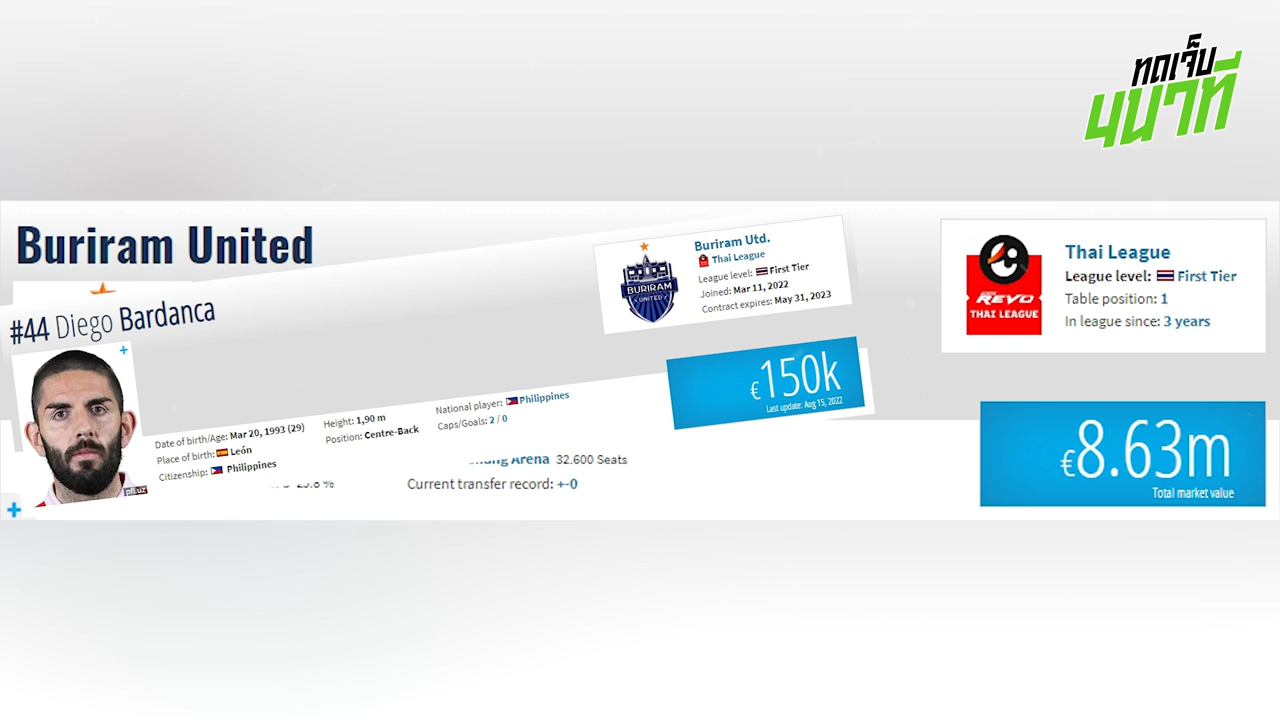 ทดเจ็บ
4นาที
Buriram United
#44 Diego Bardanca
Buriram Utd.
Thai League
League level: First Tier
Joined: Mar 11, 2022
Contract expires: May 31, 2023
BURIRAM
UNITED
€150k
Last update: Aug 15, 2022
Date of birth/Age: Mar 20, 1993 (29)
Place of birth: León
Citizenship: Philippines
Height: 1,90 m
Position: Centre-Back
National player: Philippines
Caps/Goals: 2 / 0
Arena 32.600 Seats
Current transfer record: +-0
Thai League
League level: First Tier
Table position: 1
In league since: 3 years
REVO
THAI LEAGUE
€8.63m
Total market value